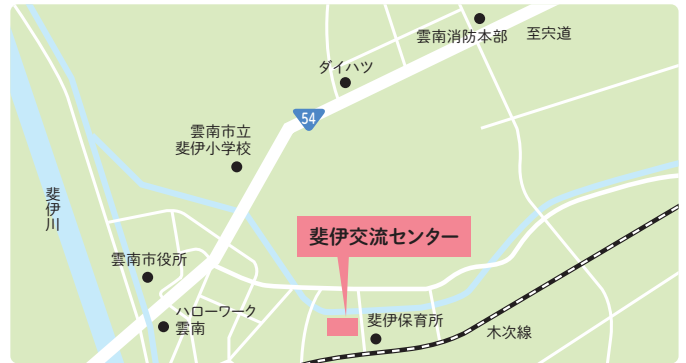 雲南消防本部
至宍道
ダイハツ
54
雲南市立
斐伊小学校
斐伊川
斐伊交流センター
雲南市役所
ハローワーク
雲南
斐伊保育所
木次線